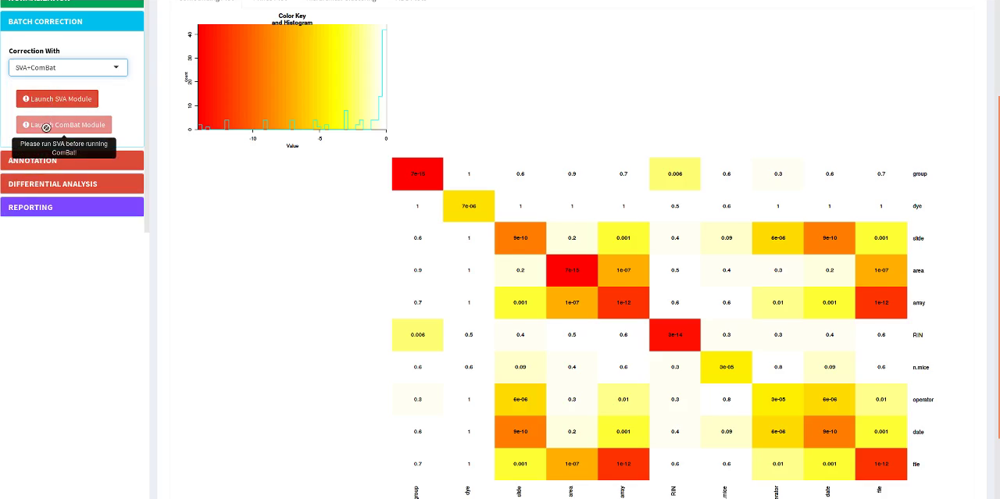 BATCH CORRECTION
Correction With
SVA+ComBat
Launch SVA Module
Launch ComBat Module
Please run SVA before running
ComBat!
ANNOTATION
DIFFERENTIAL ANALYSIS
REPORTING
Color Key
and Histogram
Count
40
30
20
10
0
-10 -5 0
Value
7e-15 1 0.6 0.9 0.7 0.006 0.6 0.3 0.6 0.7 group
1 7e-06 1 1 1 0.5 0.6 1 1 1 dye
0.6 1 9e-10 0.2 0.001 0.4 0.09 6e-06 9e-10 0.001 slide
0.9 1 0.2 7e-15 1e-07 0.5 0.4 0.3 0.2 1e-07 area
0.7 1 0.001 1e-07 1e-12 0.6 0.6 0.01 0.001 1e-12 array
0.006 0.5 0.4 0.5 0.6 3e-14 0.3 0.3 0.4 0.6 RIN
0.6 0.6 0.09 0.4 0.6 0.3 3e-05 0.8 0.09 0.6 n.mice
0.3 1 6e-06 0.3 0.01 0.3 0.8 3e-05 6e-06 0.01 operator
0.6 1 9e-10 0.2 0.001 0.4 0.09 6e-06 9e-10 0.001 date
0.7 1 0.001 1e-07 1e-12 0.6 0.6 0.01 0.001 1e-12 file
group dye slide area array RIN date file